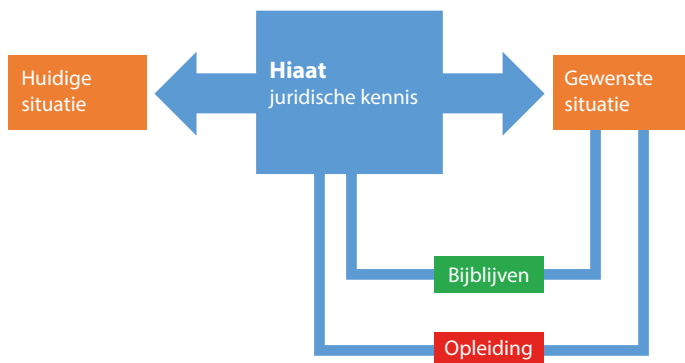 Huidige
situatie
Hiaat
juridische kennis
Gewenste
situatie
Bijblijven
Opleiding